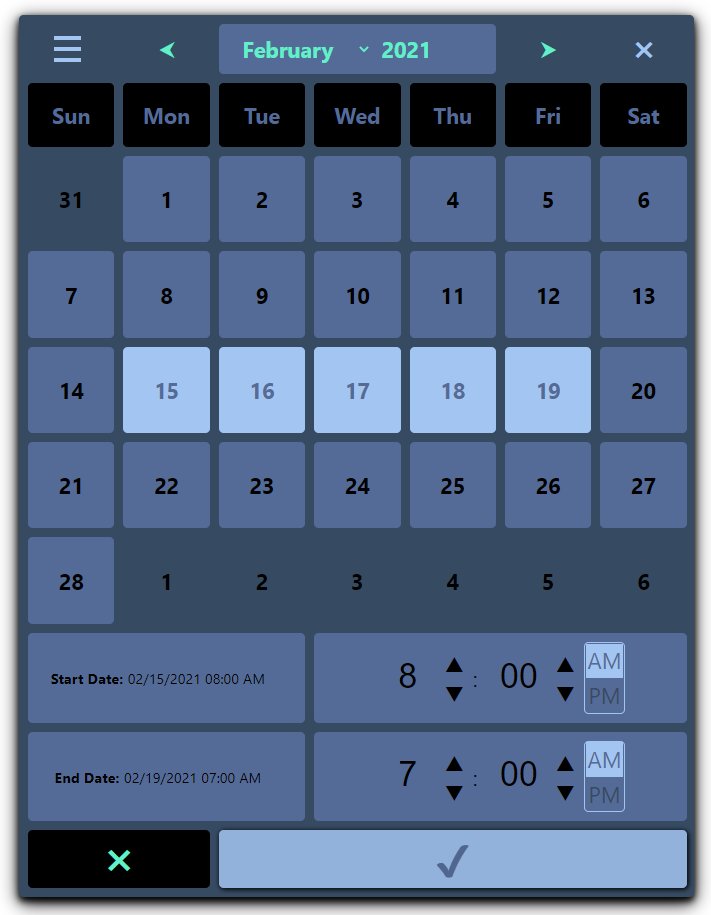 February 2021
Sun Mon Tue Wed Thu Fri Sat
31 1 2 3 4 5 6
7 8 9 10 11 12 13
14 15 16 17 18 19 20
21 22 23 24 25 26 27
28 1 2 3 4 5 6
Start Date: 02/15/2021 08:00 AM 8 : 00 AM
PM
End Date: 02/19/2021 07:00 AM 7 : 00 AM
PM